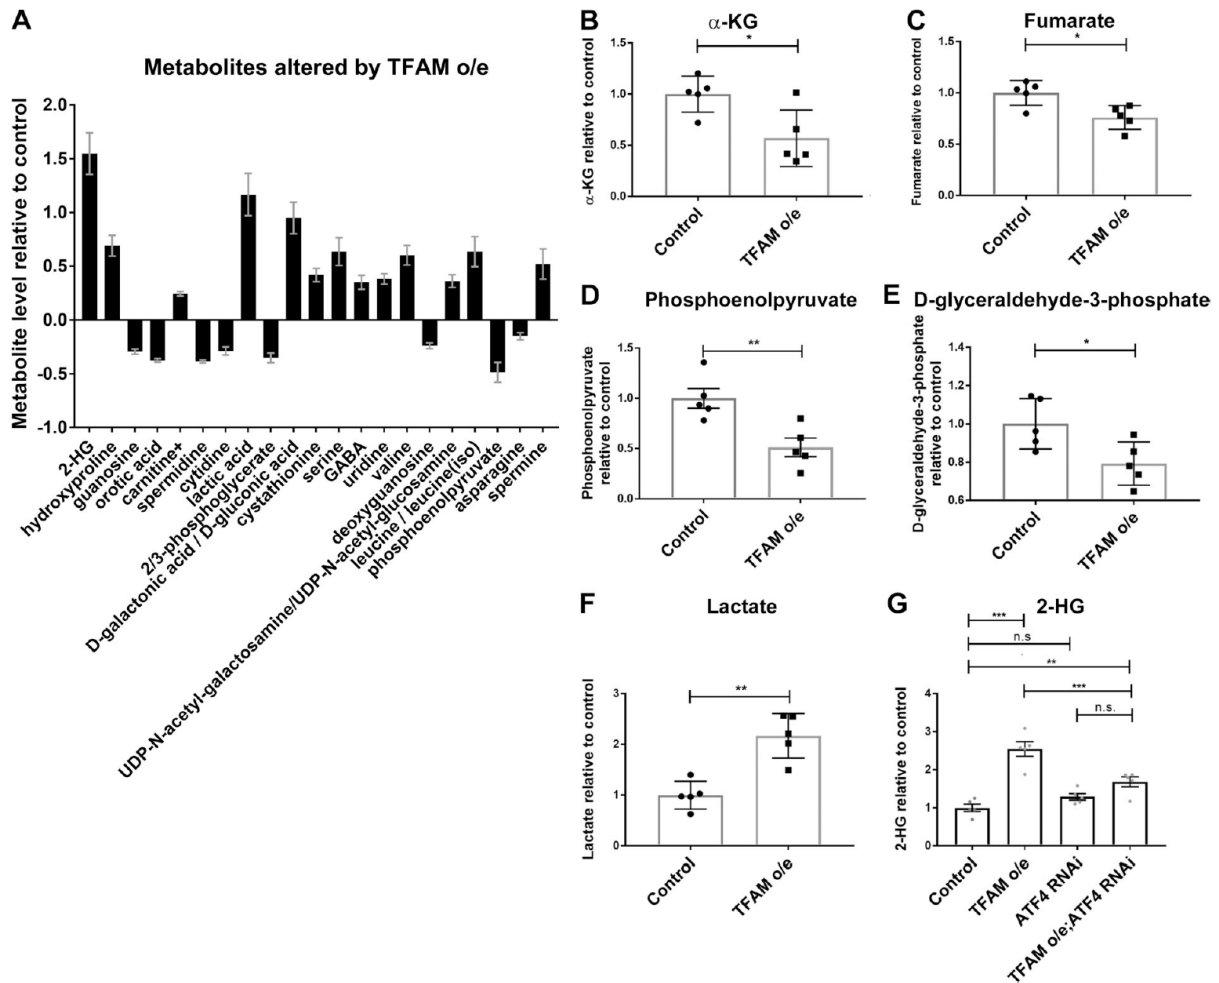 A
Metabolites altered by TFAM o/e
Metabolite level relative to control
2.0
1.5
1.0
0.5
0.0
-0.5
-1.0
2-HG
hydroxyproline
guanosine
orotic acid
carnitine+
spermidine
cytidine
lactic acid
2/3-phosphoglycerate
D-galactonic acid / D-gluconic acid
cystathionine
serine
GABA
uridine
valine
deoxyguanosine
UDP-N-acetyl-galactosamine/UDP-N-acetyl-glucosamine
leucine / leucine(iso)
phosphoenolpyruvate
asparagine
spermine
B
α-KG
*
α-KG relative to control
1.5
1.0
0.5
0.0
Control
TFAM o/e
C
Fumarate
*
Fumarate relative to control
1.5
1.0
0.5
0.0
Control
TFAM o/e
D
Phosphoenolpyruvate
**
Phosphoenolpyruvate
relative to control
1.5
1.0
0.5
0.0
Control
TFAM o/e
E
D-glyceraldehyde-3-phosphate
*
D-glyceraldehyde-3-phosphate
relative to control
1.4
1.2
1.0
0.8
0.6
Control
TFAM o/e
F
Lactate
**
Lactate relative to control
3
2
1
0
Control
TFAM o/e
G
2-HG
***
n.s
**
***
n.s.
2-HG relative to control
4
3
2
1
0
Control
TFAM o/e
ATF4 RNAi
TFAM o/e;ATF4 RNAi